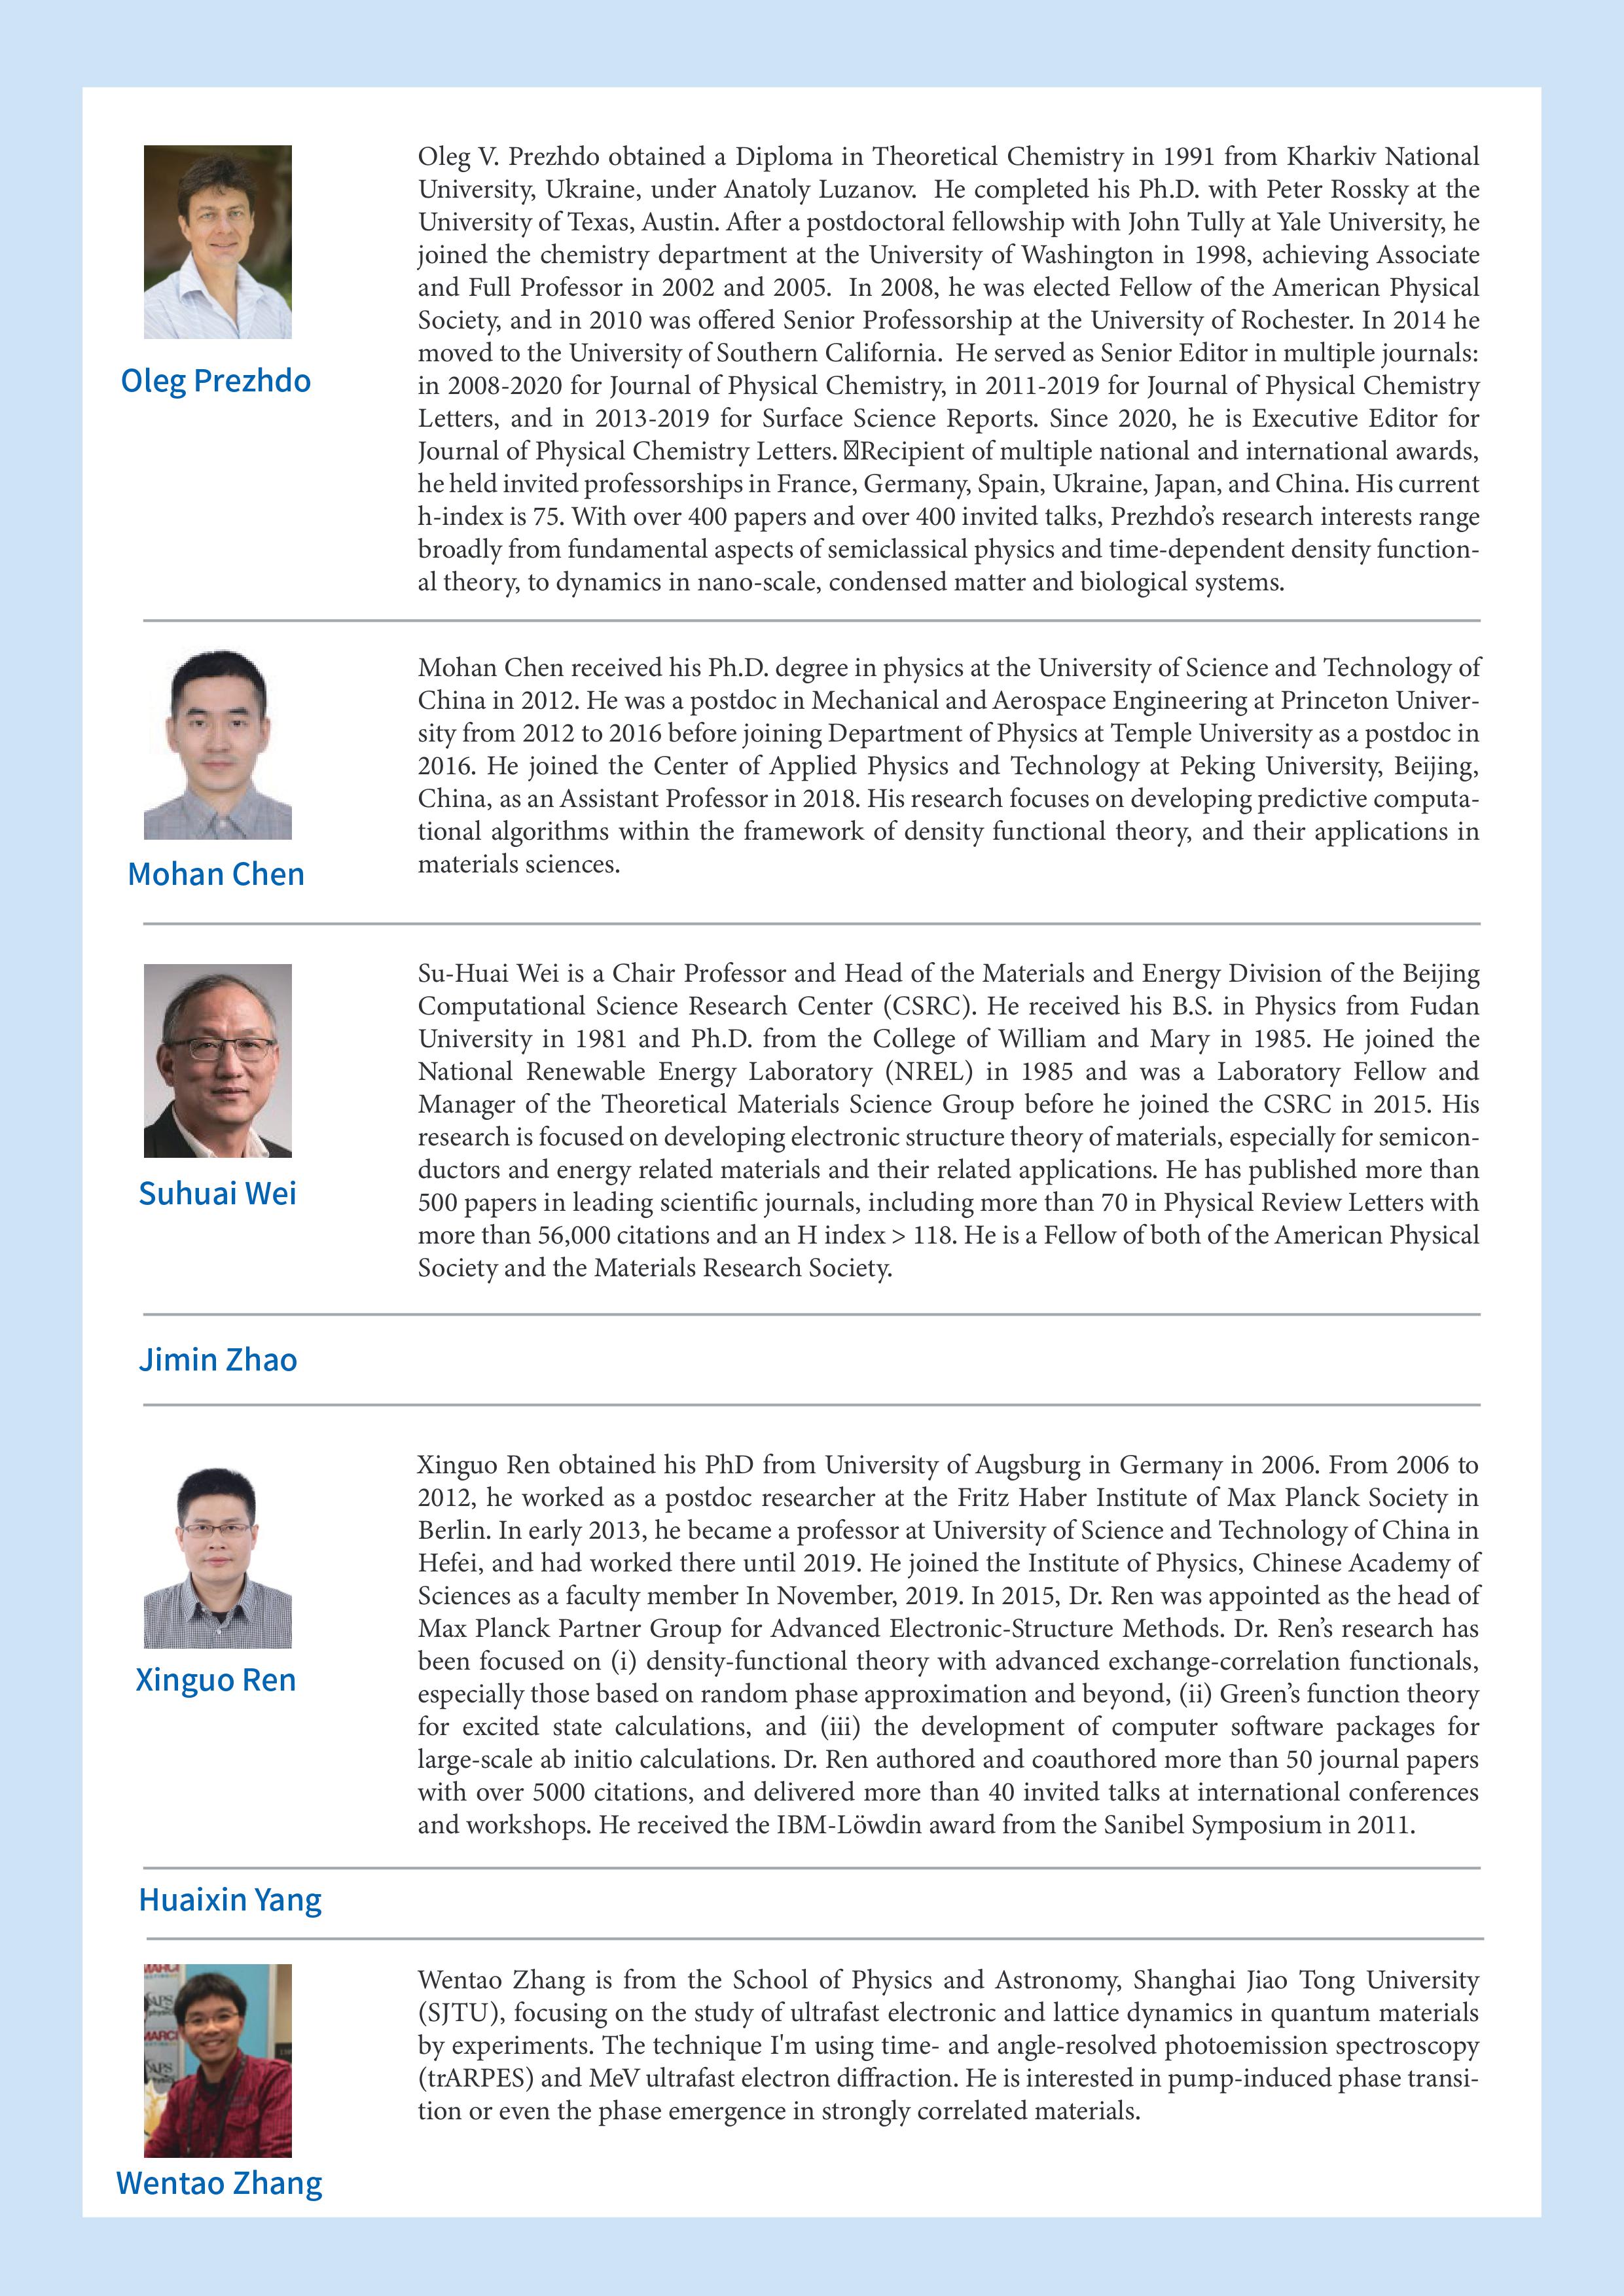 Oleg V. Prezhdo obtained a Diploma in Theoretical Chemistry in 1991 from Kharkiv National
University, Ukraine, under Anatoly Luzanov.  He completed his Ph.D. with Peter Rossky at the
University of Texas, Austin. After a postdoctoral fellowship with John Tully at Yale University, he
joined the chemistry department at the University of Washington in 1998, achieving Associate
and Full Professor in 2002 and 2005.  In 2008, he was elected Fellow of the American Physical
Society, and in 2010 was offered Senior Professorship at the University of Rochester. In 2014 he
moved to the University of Southern California.  He served as Senior Editor in multiple journals:
in 2008-2020 for Journal of Physical Chemistry, in 2011-2019 for Journal of Physical Chemistry
Letters, and in 2013-2019 for Surface Science Reports. Since 2020, he is Executive Editor for
Journal of Physical Chemistry Letters. Recipient of multiple national and international awards,
he held invited professorships in France, Germany, Spain, Ukraine, Japan, and China. His current
h-index is 75. With over 400 papers and over 400 invited talks, Prezhdo’s research interests range
broadly from fundamental aspects of semiclassical physics and time-dependent density function-
al theory, to dynamics in nano-scale, condensed matter and biological systems.
Oleg Prezhdo
Mohan Chen received his Ph.D. degree in physics at the University of Science and Technology of
China in 2012. He was a postdoc in Mechanical and Aerospace Engineering at Princeton Univer-
sity from 2012 to 2016 before joining Department of Physics at Temple University as a postdoc in
2016. He joined the Center of Applied Physics and Technology at Peking University, Beijing,
China, as an Assistant Professor in 2018. His research focuses on developing predictive computa-
tional algorithms within the framework of density functional theory, and their applications in
materials sciences.
Mohan Chen
Su-Huai Wei is a Chair Professor and Head of the Materials and Energy Division of the Beijing
Computational Science Research Center (CSRC). He received his B.S. in Physics from Fudan
University in 1981 and Ph.D. from the College of William and Mary in 1985. He joined the
National Renewable Energy Laboratory (NREL) in 1985 and was a Laboratory Fellow and
Manager of the Theoretical Materials Science Group before he joined the CSRC in 2015. His
research is focused on developing electronic structure theory of materials, especially for semicon-
ductors and energy related materials and their related applications. He has published more than
500 papers in leading scientific journals, including more than 70 in Physical Review Letters with
more than 56,000 citations and an H index > 118. He is a Fellow of both of the American Physical
Society and the Materials Research Society.
Suhuai Wei
Jimin Zhao
Xinguo Ren obtained his PhD from University of Augsburg in Germany in 2006. From 2006 to
2012, he worked as a postdoc researcher at the Fritz Haber Institute of Max Planck Society in
Berlin. In early 2013, he became a professor at University of Science and Technology of China in
Hefei, and had worked there until 2019. He joined the Institute of Physics, Chinese Academy of
Sciences as a faculty member In November, 2019. In 2015, Dr. Ren was appointed as the head of
Max Planck Partner Group for Advanced Electronic-Structure Methods. Dr. Ren’s research has
been focused on (i) density-functional theory with advanced exchange-correlation functionals,
especially those based on random phase approximation and beyond, (ii) Green’s function theory
for excited state calculations, and (iii) the development of computer software packages for
large-scale ab initio calculations. Dr. Ren authored and coauthored more than 50 journal papers
with over 5000 citations, and delivered more than 40 invited talks at international conferences
and workshops. He received the IBM-Löwdin award from the Sanibel Symposium in 2011.
Xinguo Ren
Huaixin Yang
Wentao Zhang is from the School of Physics and Astronomy, Shanghai Jiao Tong University
(SJTU), focusing on the study of ultrafast electronic and lattice dynamics in quantum materials
by experiments. The technique I'm using time- and angle-resolved photoemission spectroscopy
(trARPES) and MeV ultrafast electron diffraction. He is interested in pump-induced phase transi-
tion or even the phase emergence in strongly correlated materials.
Wentao Zhang